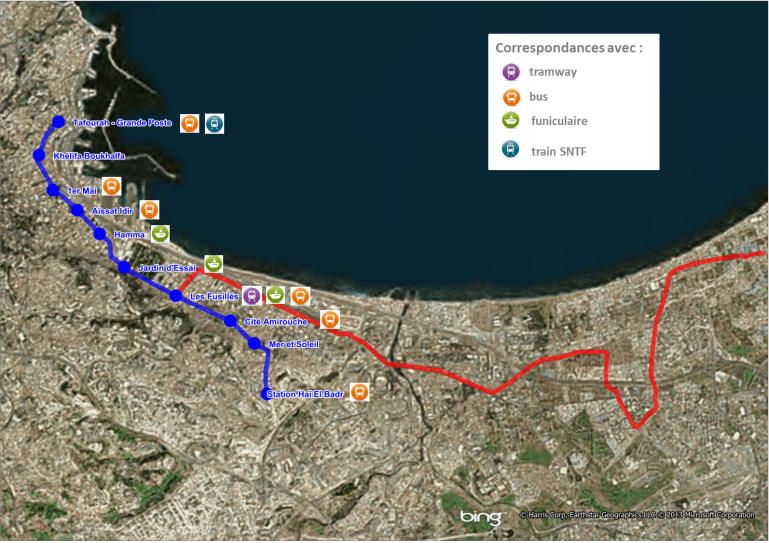 Correspondances avec :
tramway
bus
funiculaire
train SNTF
Tafourah - Grande Poste
Khélifa Boukhalfa
1er Mai
Aïssat Idir
Hamma
Jardin d'Essai
Les Fusillés
Cité Amirouche
Mer et Soleil
Station Haï El Badr
bing
© Harris Corp, Earthstar Geographics LLC © 2013 Microsoft Corporation